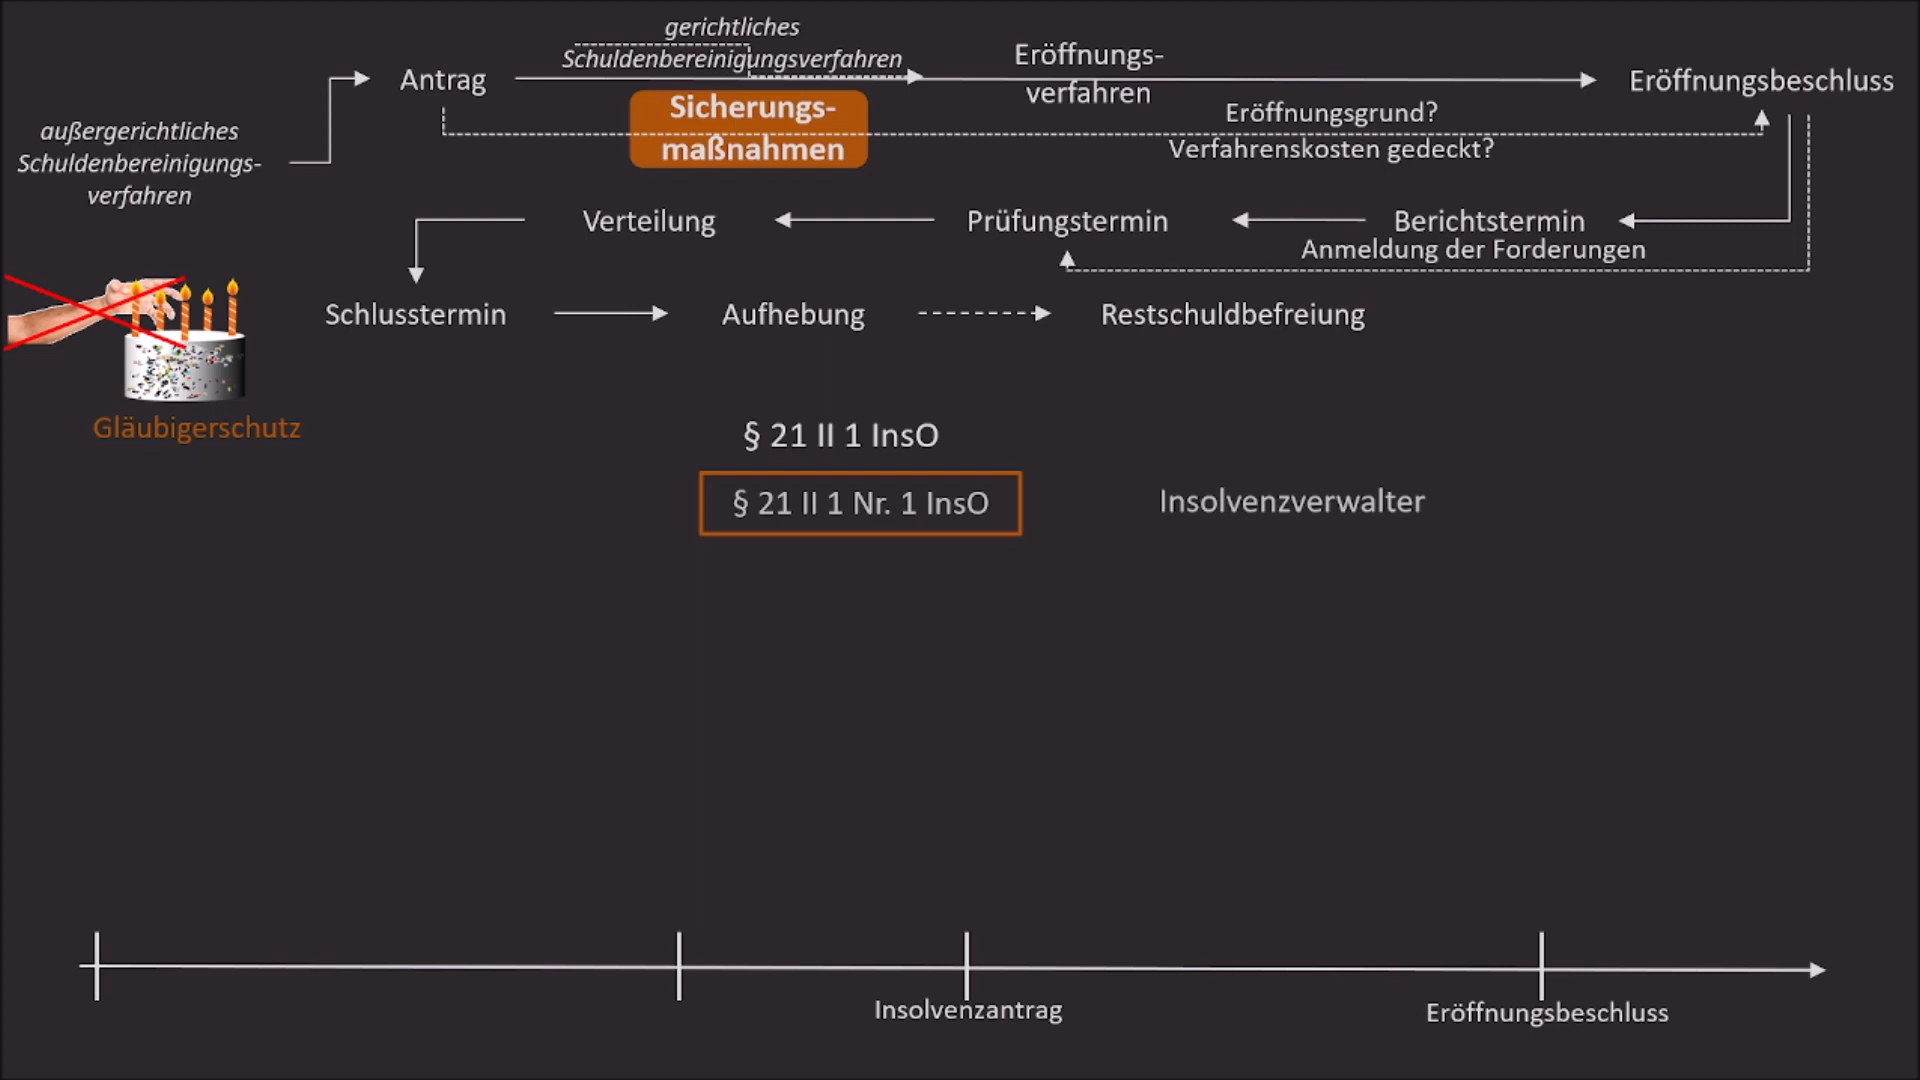 gerichtliches
Schuldenbereinigungsverfahren
Antrag
Eröffnungs-
verfahren
Eröffnungsbeschluss
Sicherungs-
maßnahmen
Eröffnungsgrund?
Verfahrenskosten gedeckt?
außergerichtliches
Schuldenbereinigungs-
verfahren
Verteilung
Prüfungstermin
Berichtstermin
Anmeldung der Forderungen
Schlusstermin
Aufhebung
Restschuldbefreiung
Gläubigerschutz
§ 21 II 1 InsO
§ 21 II 1 Nr. 1 InsO
Insolvenzverwalter
Insolvenzantrag
Eröffnungsbeschluss